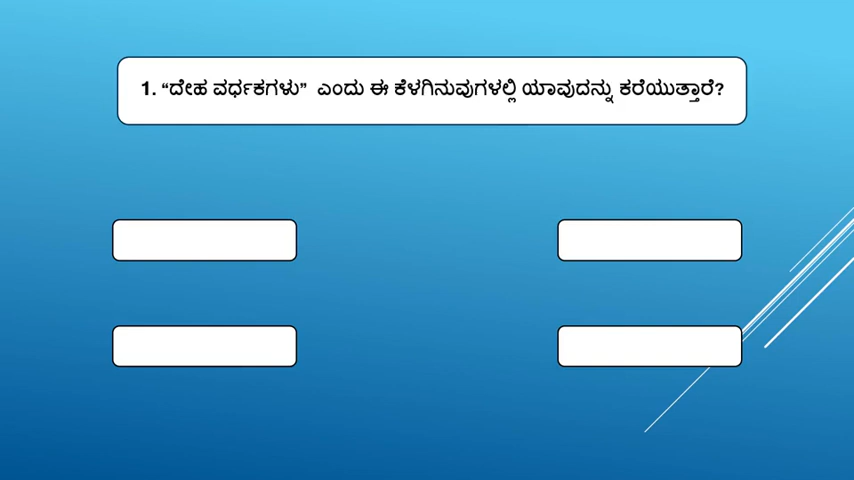 1. “ದೇಹ ವರ್ಧಕಗಳು” ಎಂದು ಈ ಕೆಳಗಿನುವುಗಳಲ್ಲಿ ಯಾವುದನ್ನು ಕರೆಯುತ್ತಾರೆ?